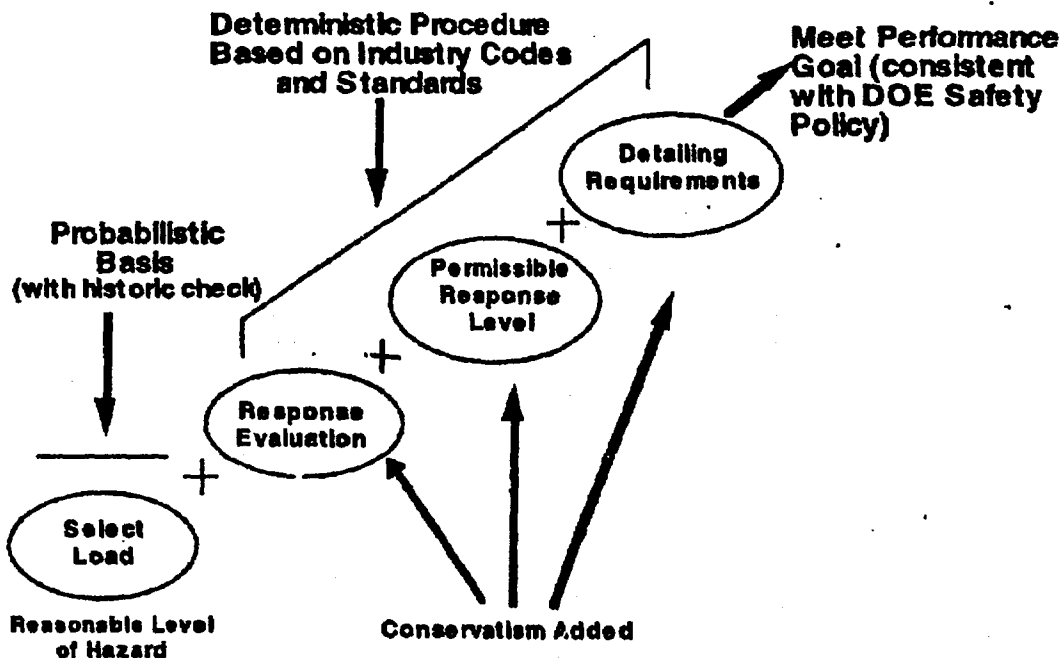 Deterministic Procedure
Based on Industry Codes
and Standards
Meet Performance
Goal (consistent
with DOE Safety
Policy)
Detailing
Requirements
+
Probabilistic
Basis
(with historic check)
Permissible
Response
Level
+
Response
Evaluation
+
Select
Load
Reasonable Level
of Hazard
Conservatism Added